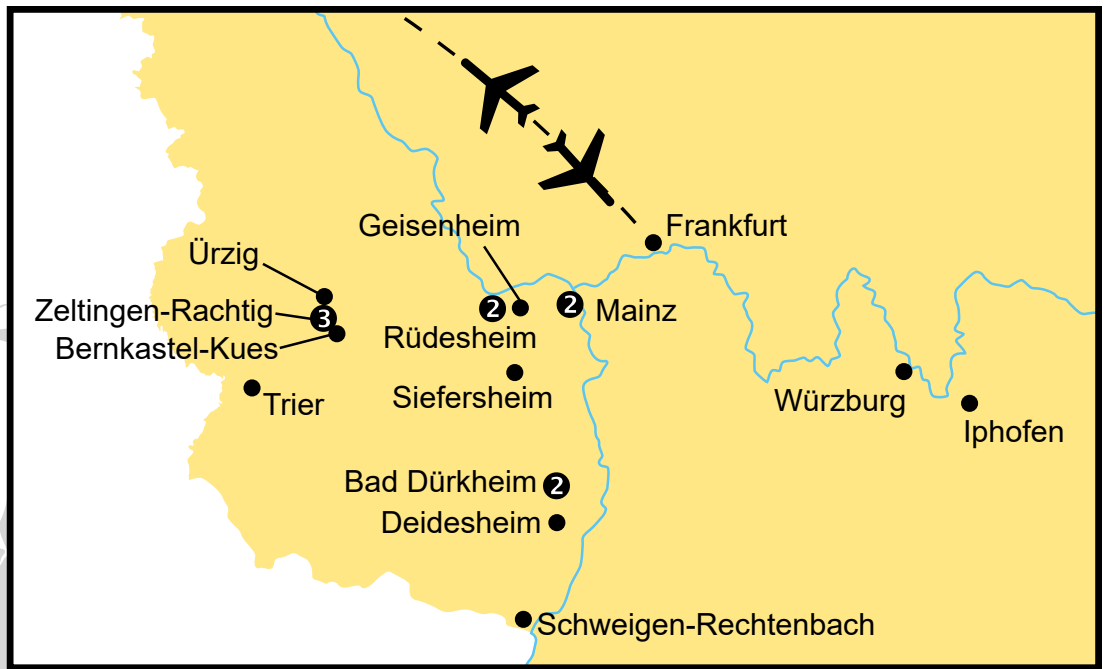 Geisenheim
Frankfurt
Ürzig
Zeltingen-Rachtig
3
Bernkastel-Kues
2
2
Mainz
Rüdesheim
Trier
Siefersheim
Würzburg
Iphofen
Bad Dürkheim
2
Deidesheim
Schweigen-Rechtenbach